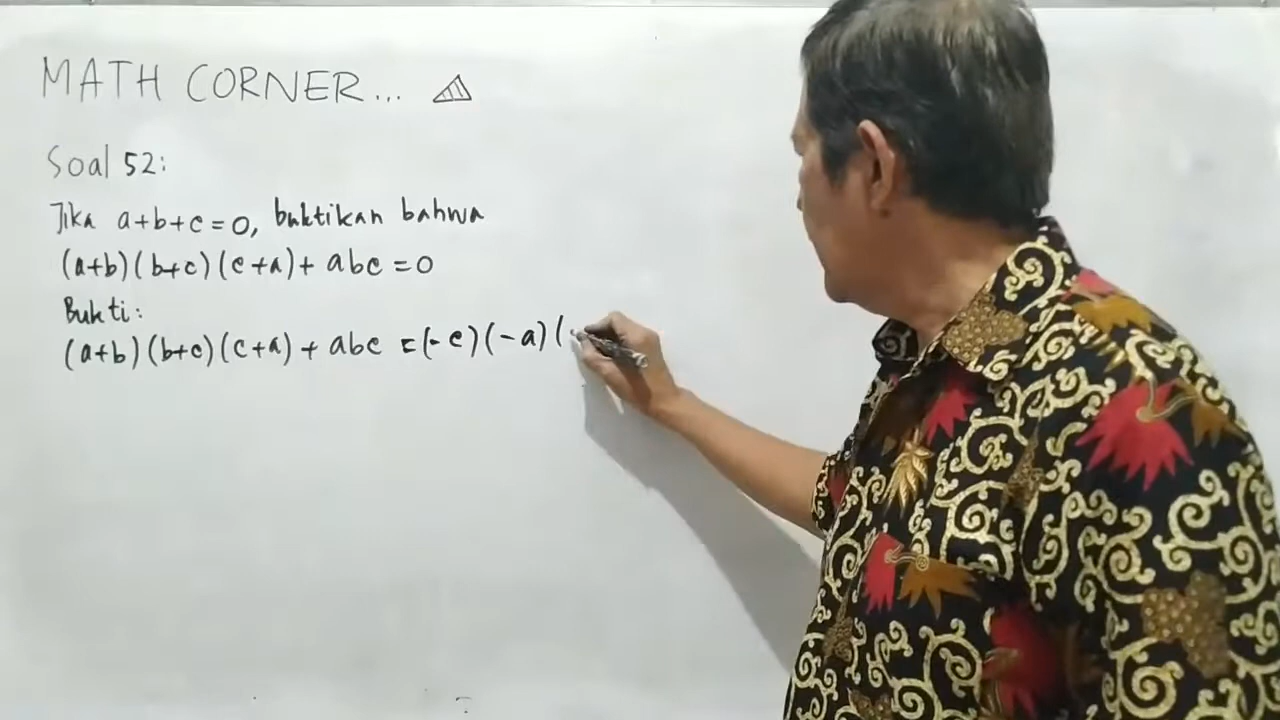 MATH CORNER...
Soal 52:
Jika a+b+c=0, buktikan bahwa
(a+b)(b+c)(c+a)+ abc =0
Bukti:
(a+b)(b+c)(c+a) + abc =(-c)(-a)(